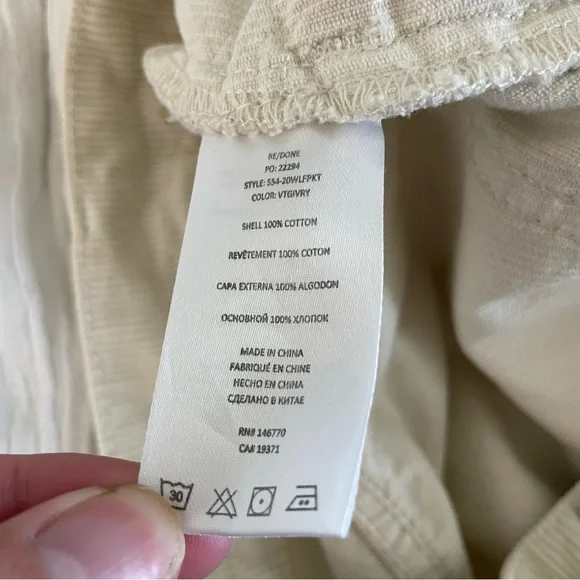 RE/DONE
PO: 22294
STYLE: 554-20WLFPKT
COLOR: VTGIVRY
SHELL 100% COTTON
REVÊTEMENT 100% COTON
CAPA EXTERNA 100% ALGODON
ОСНОВНОЙ 100% ХЛОПОК
MADE IN CHINA
FABRIQUÉ EN CHINE
HECHO EN CHINA
СДЕЛАНО В КИТАЕ
RN# 146770
CA# 19371
30